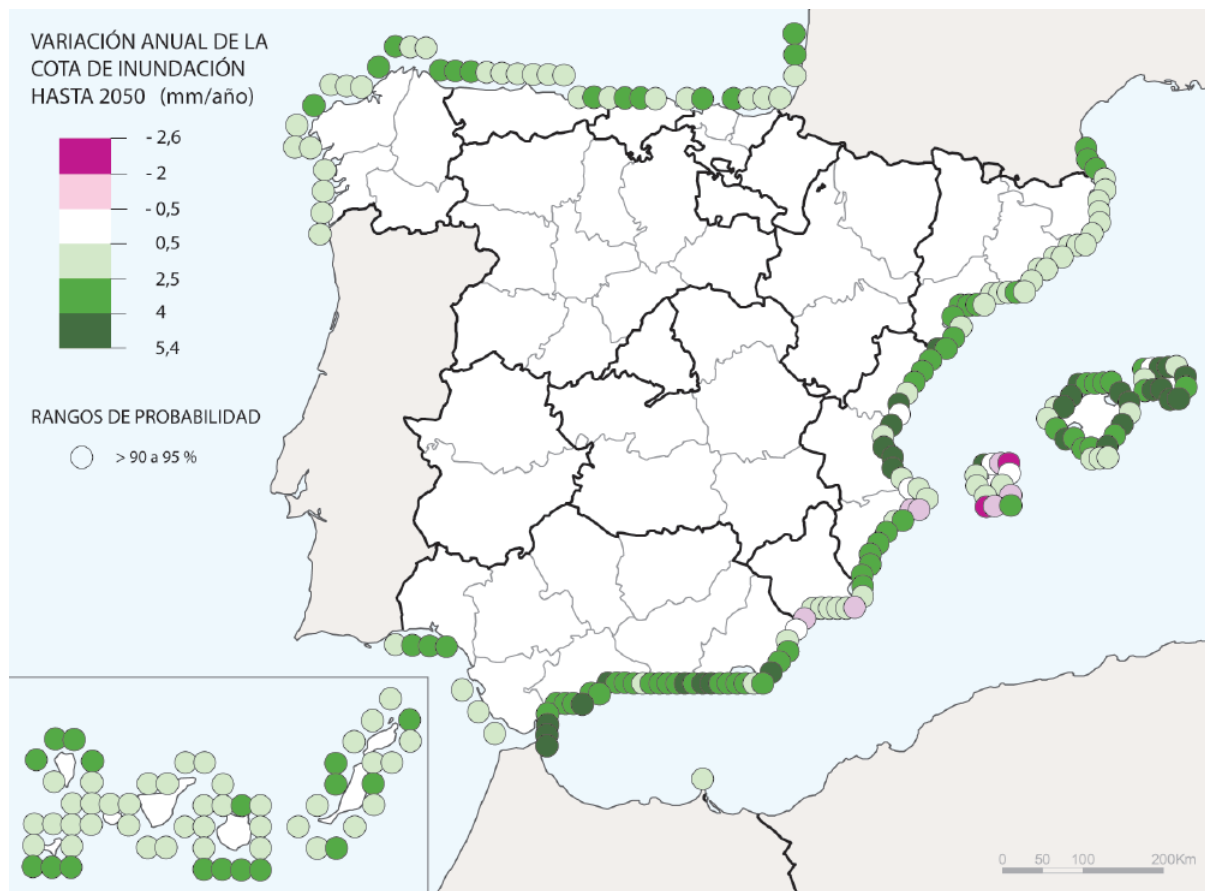 VARIACIÓN ANUAL DE LA
COTA DE INUNDACIÓN
HASTA 2050 (mm/año)
- 2,6
- 2
- 0,5
0,5
2,5
4
5,4
RANGOS DE PROBABILIDAD
> 90 a 95 %
0 50 100 200Km